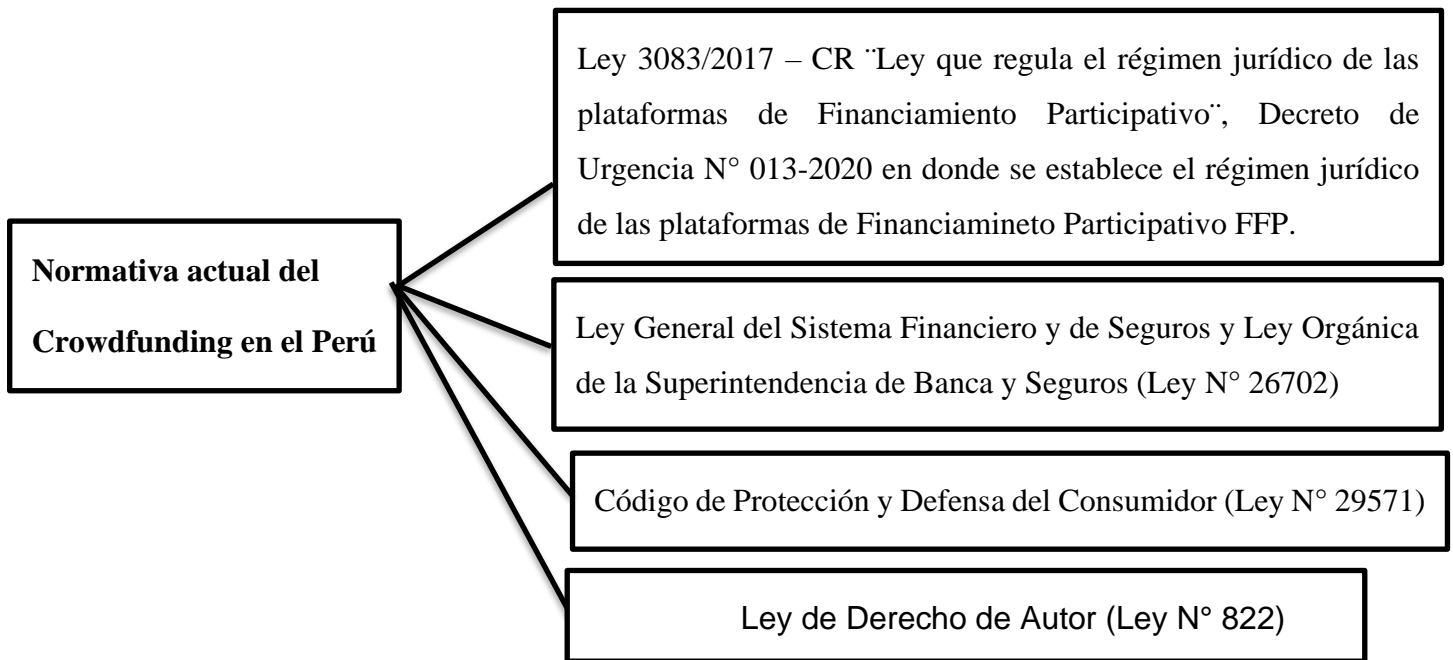 Normativa actual del
Crowdfunding en el Perú
Ley 3083/2017 – CR ¨Ley que regula el régimen jurídico de las
plataformas de Financiamiento Participativo¨, Decreto de
Urgencia N° 013-2020 en donde se establece el régimen jurídico
de las plataformas de Financiamineto Participativo FFP.
Ley General del Sistema Financiero y de Seguros y Ley Orgánica
de la Superintendencia de Banca y Seguros (Ley N° 26702)
Código de Protección y Defensa del Consumidor (Ley N° 29571)
Ley de Derecho de Autor (Ley N° 822)